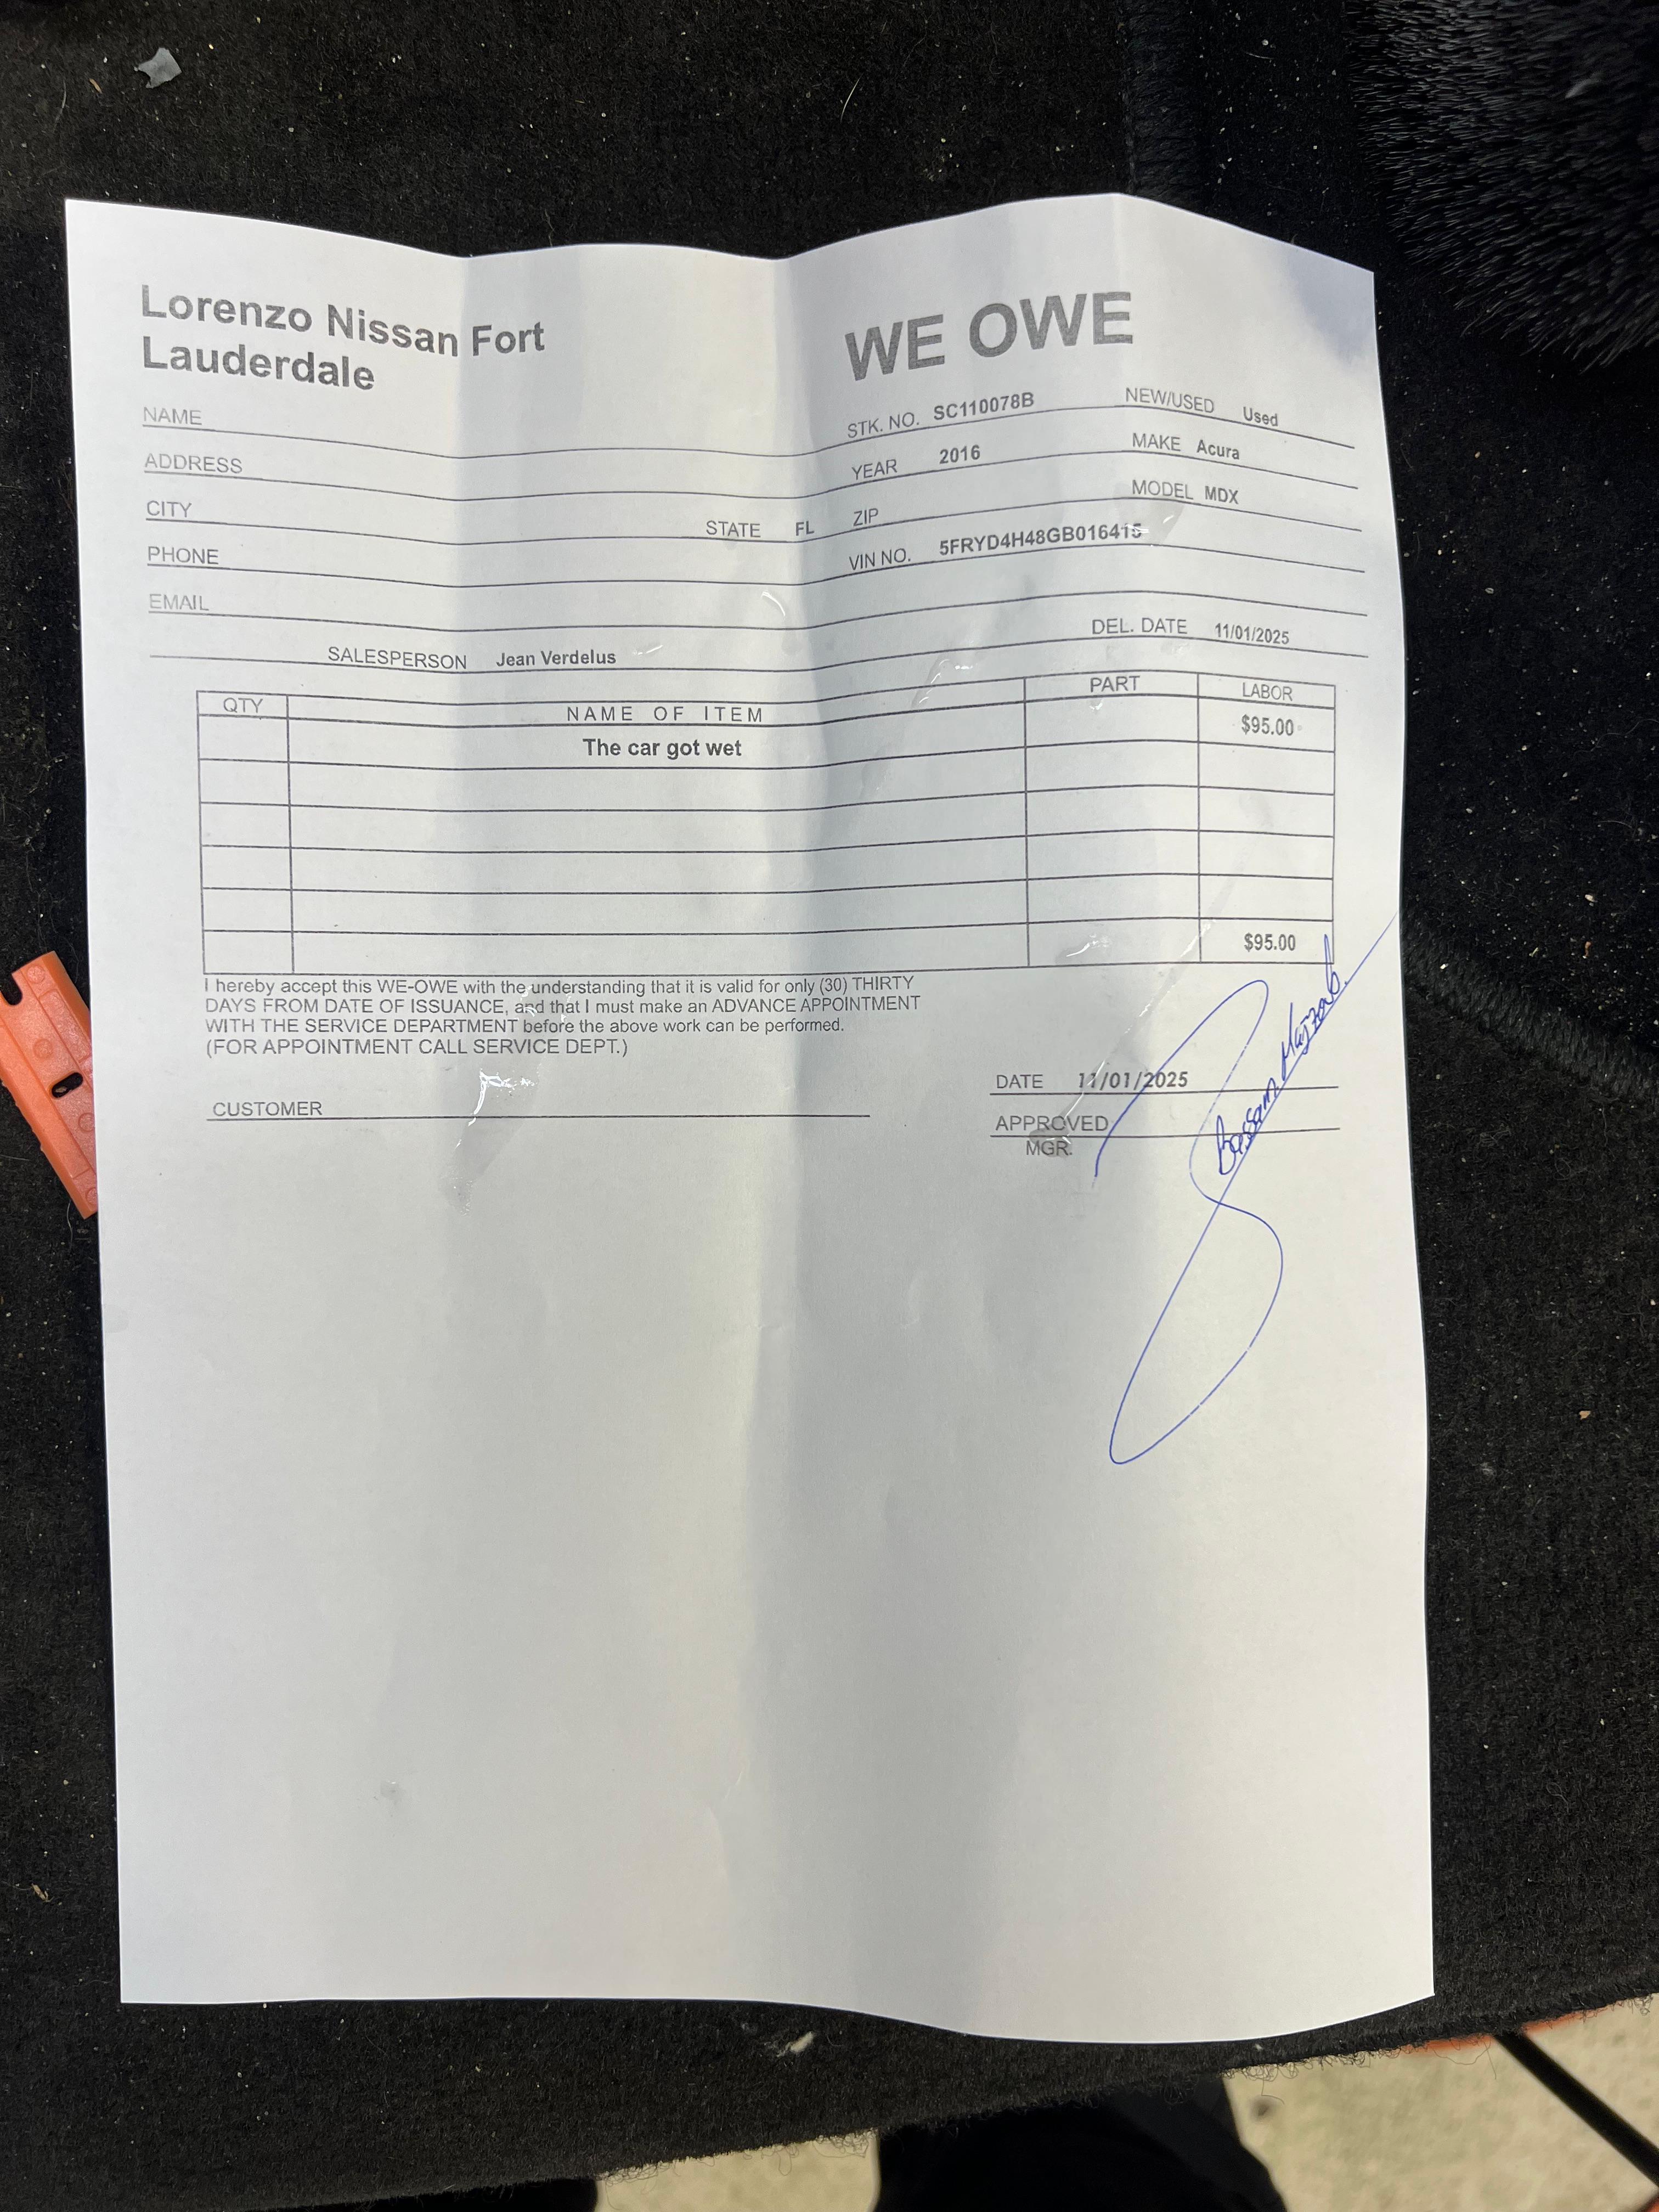 Lorenzo Nissan Fort
Lauderdale
WE OWE
NAME
STK. NO. SC110078B NEW/USED Used
ADDRESS
YEAR 2016 MAKE Acura
CITY STATE FL ZIP
MODEL MDX
PHONE
VIN NO. 5FRYD4H48GB016415
EMAIL
SALESPERSON Jean Verdelus
DEL. DATE 11/01/2025
QTY NAME OF ITEM PART LABOR
The car got wet $95.00
$95.00
I hereby accept this WE-OWE with the understanding that it is valid for only (30) THIRTY
DAYS FROM DATE OF ISSUANCE, and that I must make an ADVANCE APPOINTMENT
WITH THE SERVICE DEPARTMENT before the above work can be performed.
(FOR APPOINTMENT CALL SERVICE DEPT.)
DATE 11/01/2025
CUSTOMER
APPROVED
MGR.
Bassam